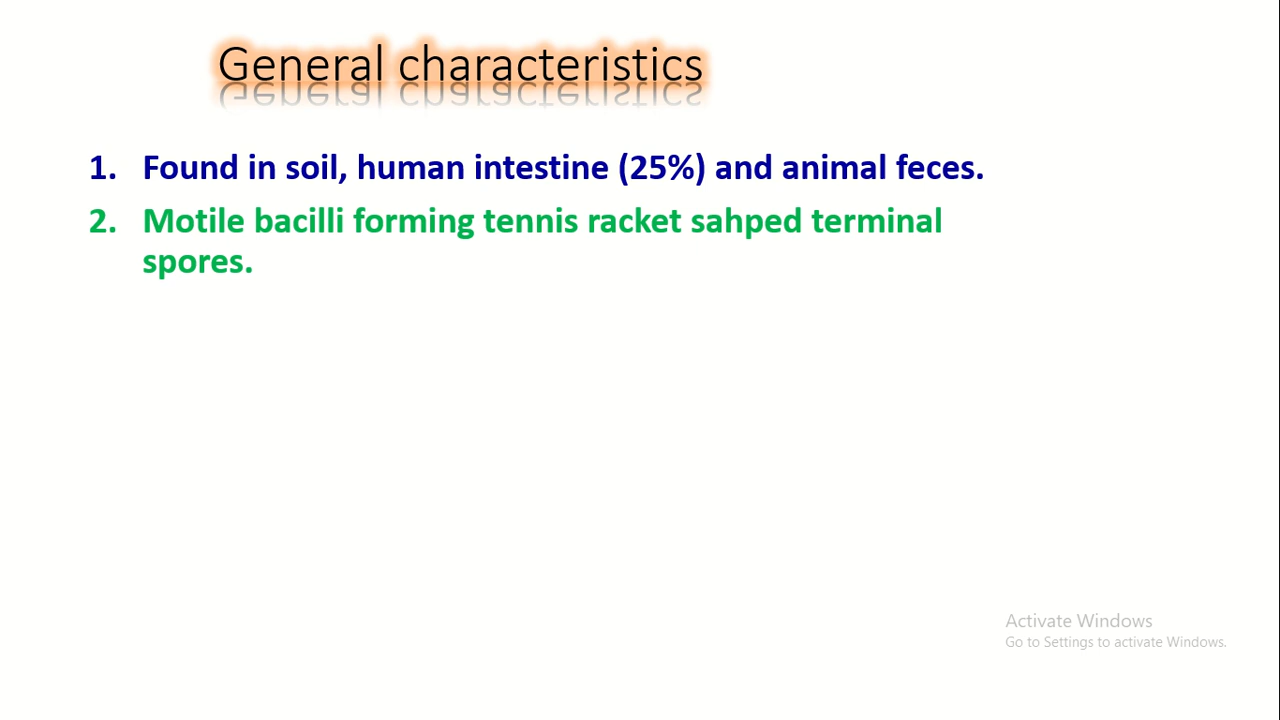 General characteristics
1. Found in soil, human intestine (25%) and animal feces.
2. Motile bacilli forming tennis racket sahped terminal
spores.
Activate Windows
Go to Settings to activate Windows.